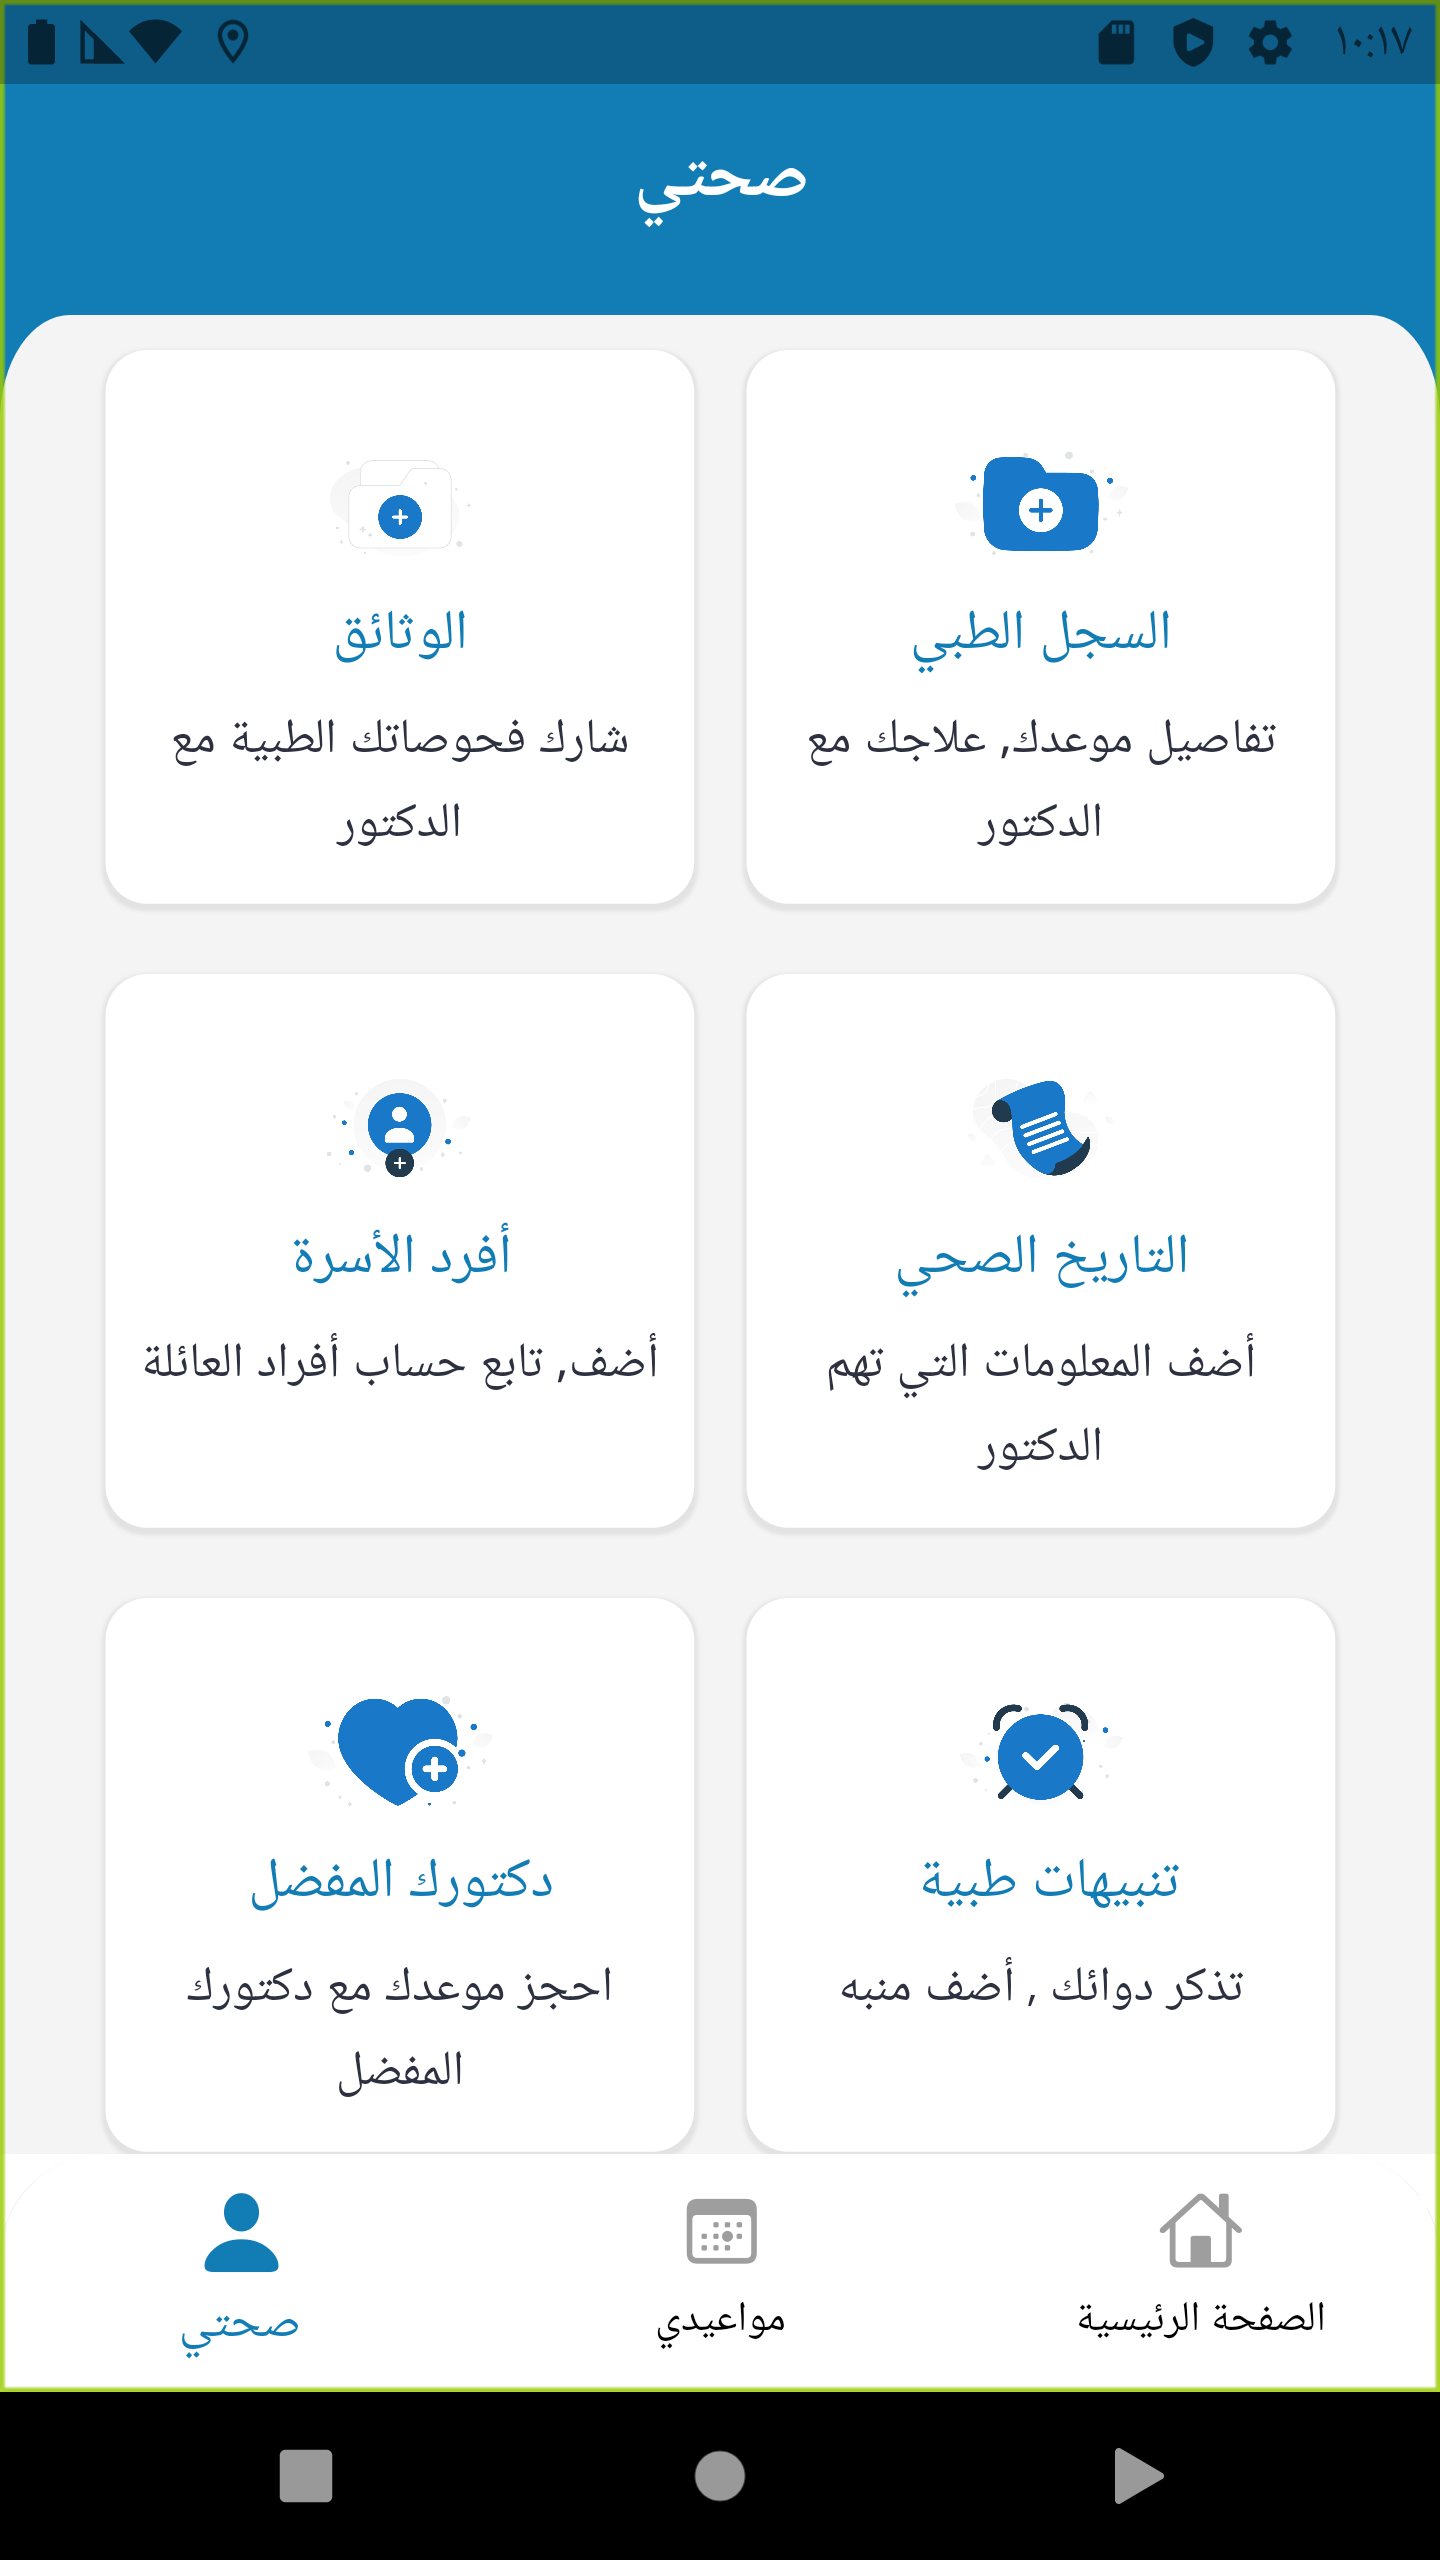 ١٠:١٧
صحتي
السجل الطبي
تفاصيل موعدك, علاجك مع
الدكتور
الوثائق
شارك فحوصاتك الطبية مع
الدكتور
التاريخ الصحي
أضف المعلومات التي تهم
الدكتور
أفرد الأسرة
أضف, تابع حساب أفراد العائلة
تنبيهات طبية
تذكر دوائك , أضف منبه
دكتورك المفضل
احجز موعدك مع دكتورك
المفضل
الصفحة الرئيسية
مواعيدي
صحتي